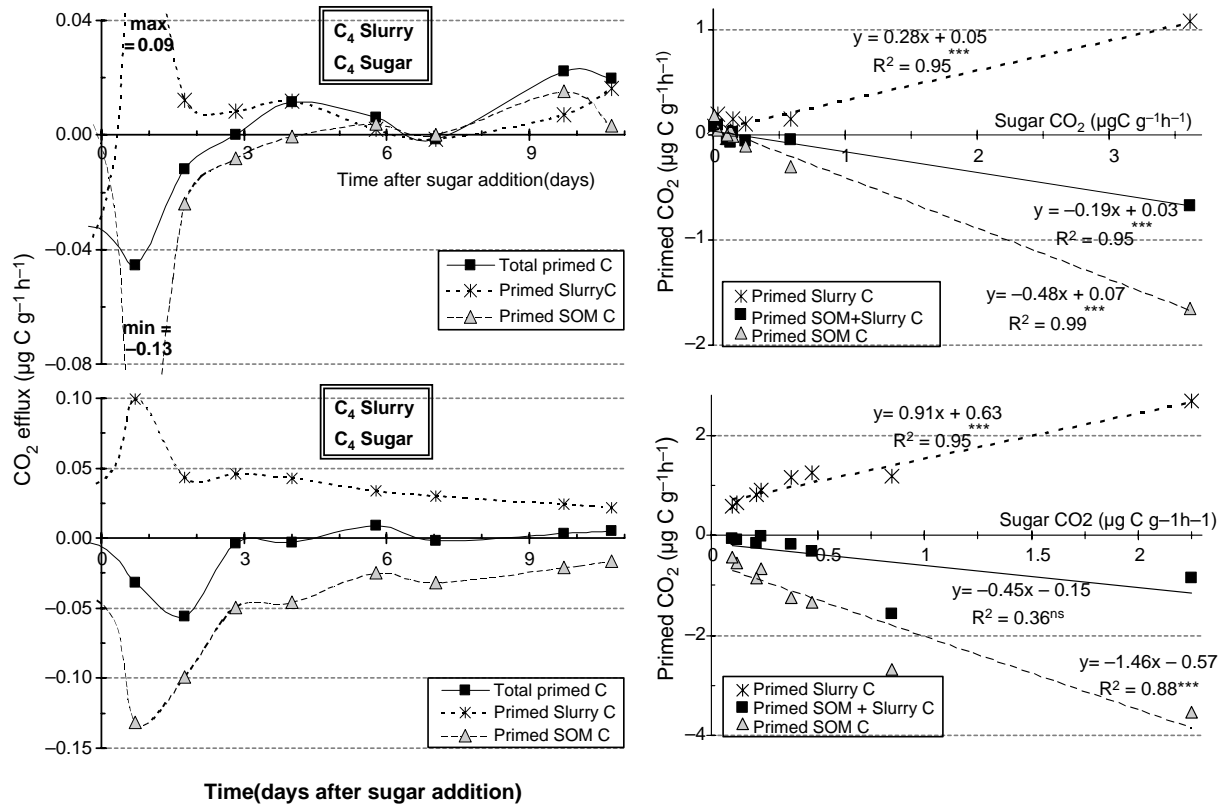 0.04
0.00
−0.04
−0.08
max
= 0.09
C₄ Slurry
C₄ Sugar
0
3
6
9
Time after sugar addition(days)
min =
−0.13
Total primed C
Primed SlurryC
Primed SOM C
CO₂ efflux (µg C g⁻¹ h⁻¹)
0.10
0.05
0.00
−0.05
−0.10
−0.15
C₄ Slurry
C₄ Sugar
0
3
6
9
Total primed C
Primed Slurry C
Primed SOM C
Time(days after sugar addition)
Primed CO₂ (µg C g⁻¹h⁻¹)
1
0
−1
−2
y = 0.28x + 0.05
R² = 0.95***
Sugar CO₂ (µgC g⁻¹h⁻¹)
0
1
2
3
y = −0.19x + 0.03
R² = 0.95***
y= −0.48x + 0.07
R² = 0.99***
Primed Slurry C
Primed SOM+Slurry C
Primed SOM C
Primed CO₂ (µg C g⁻¹h⁻¹)
2
0
−2
−4
y= 0.91x + 0.63
R² = 0.95***
Sugar CO2 (µg C g–1h–1)
0
0.5
1
1.5
2
y= −0.45x − 0.15
R² = 0.36ⁿˢ
y= −1.46x − 0.57
R² = 0.88***
Primed Slurry C
Primed SOM + Slurry C
Primed SOM C